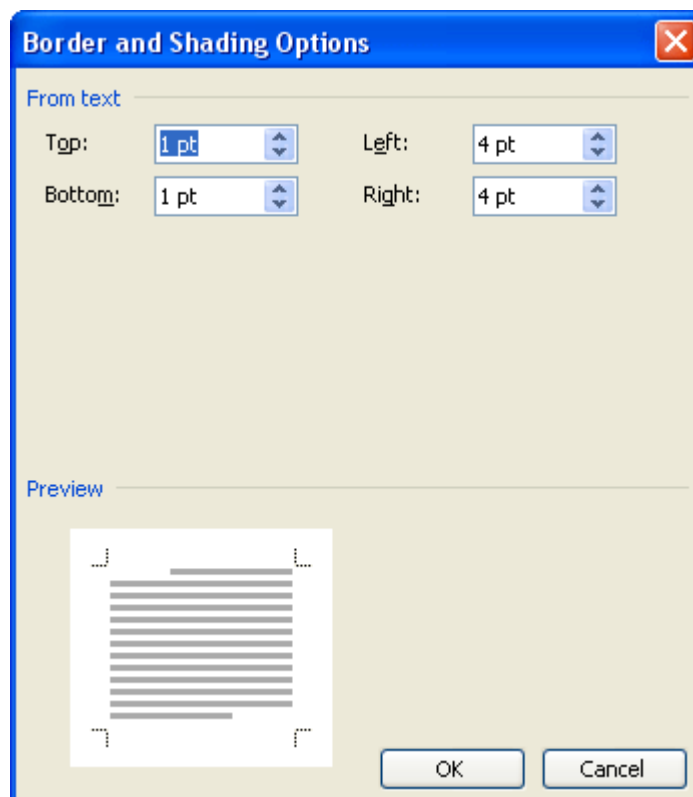 Border and Shading Options
From text
Top: 1 pt Left: 4 pt
Bottom: 1 pt Right: 4 pt
Preview
OK Cancel